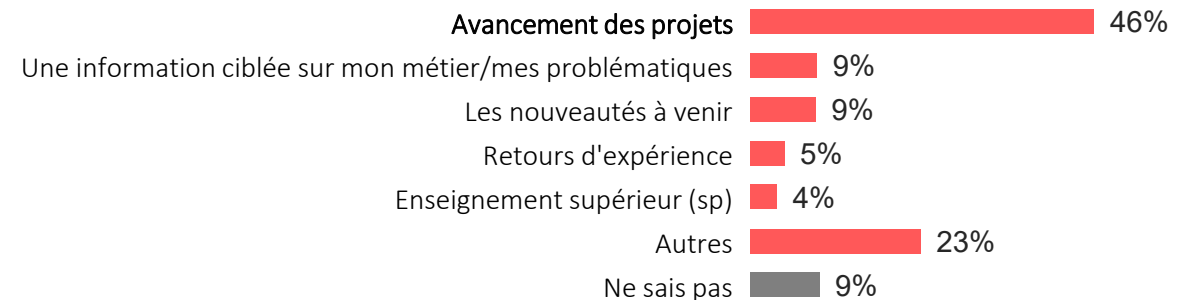 Avancement des projets 46%
Une information ciblée sur mon métier/mes problématiques 9%
Les nouveautés à venir 9%
Retours d'expérience 5%
Enseignement supérieur (sp) 4%
Autres 23%
Ne sais pas 9%